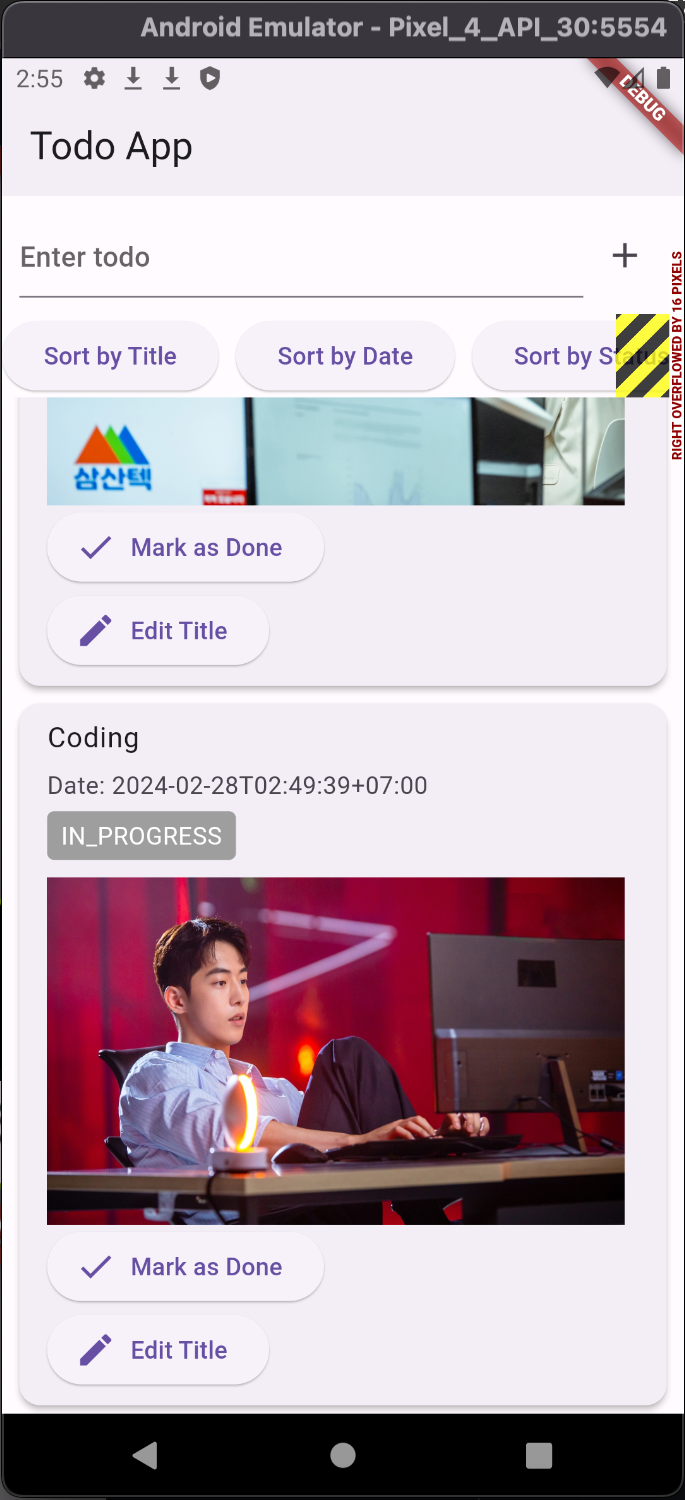 Android Emulator - Pixel_4_API_30:5554
2:55
DEBUG
Todo App
Enter todo
RIGHT OVERFLOWED BY 16 PIXELS
Sort by Title
Sort by Date
Sort by Status
삼산텍
Mark as Done
Edit Title
Coding
Date: 2024-02-28T02:49:39+07:00
IN_PROGRESS
Mark as Done
Edit Title